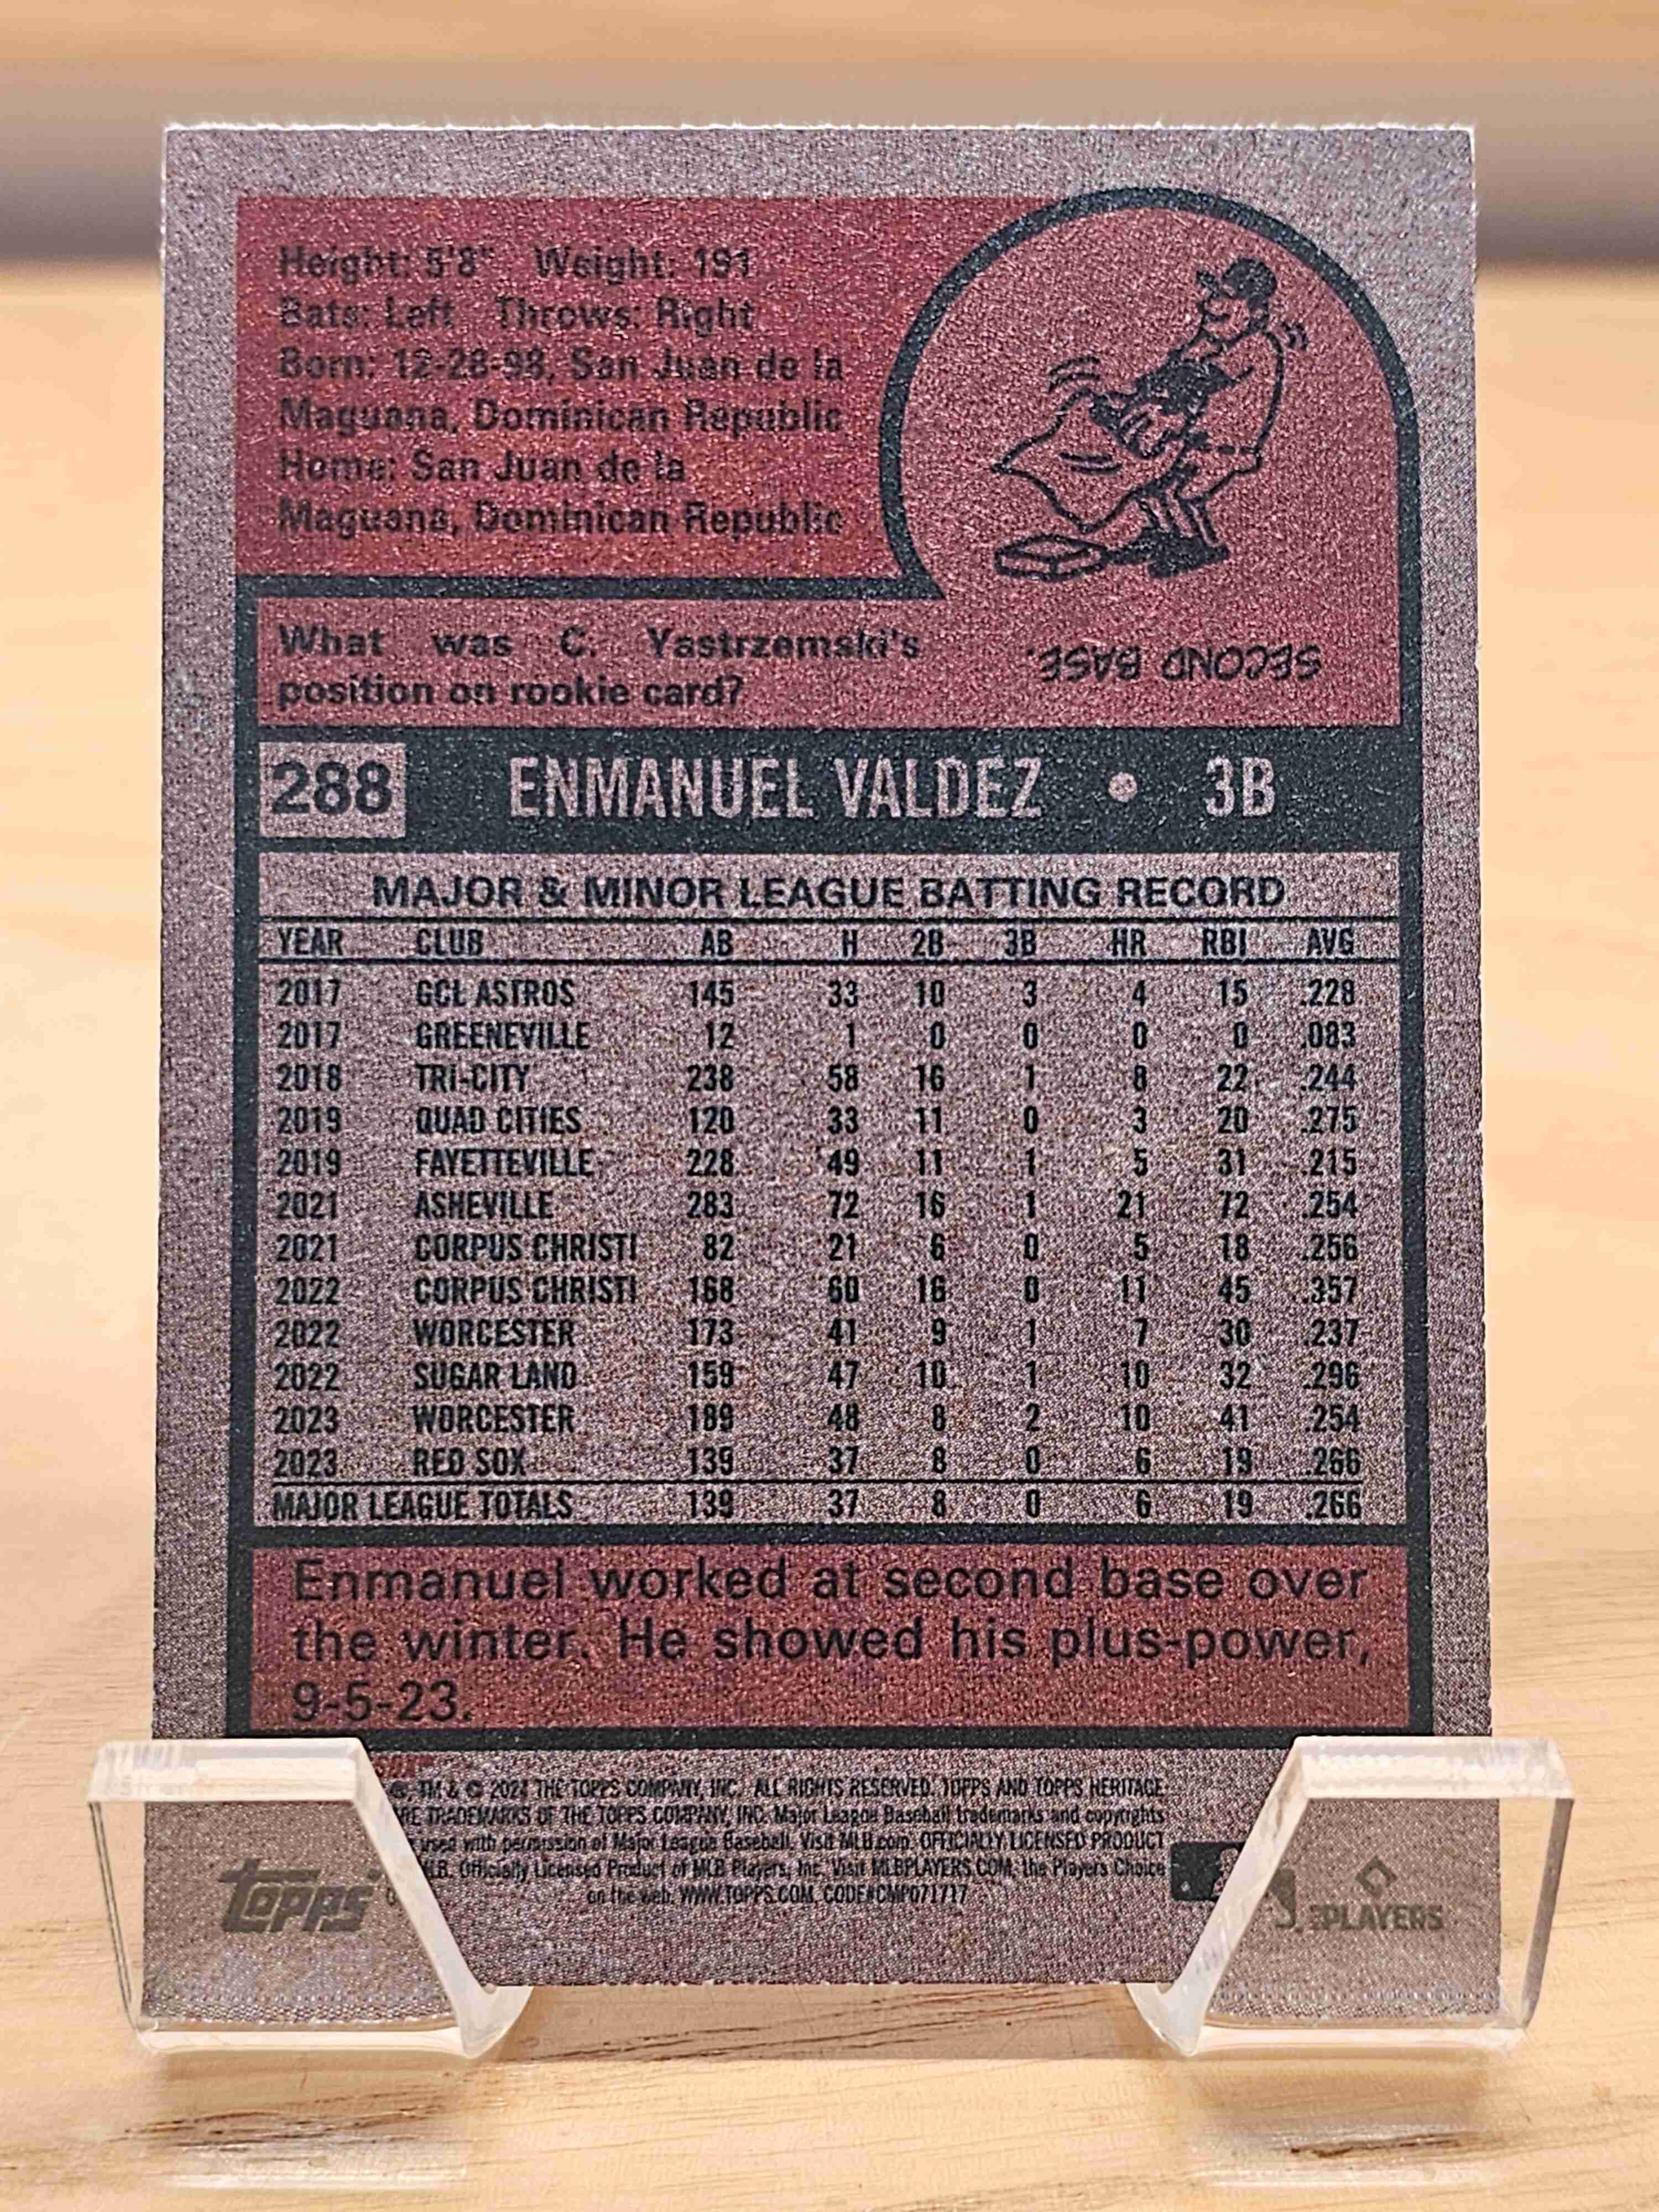 Height: 5'8" Weight: 191
Bats: Left Throws: Right
Born: 12-28-98, San Juan de la
Maguana, Dominican Republic
Home: San Juan de la
Maguana, Dominican Republic
What was C. Yastrzemski's
position on rookie card?
SECOND BASE.
288 ENMANUEL VALDEZ • 3B
MAJOR & MINOR LEAGUE BATTING RECORD
YEAR CLUB AB H 2B 3B HR RBI AVG
2017 GCL ASTROS 145 33 10 3 4 15 .228
2017 GREENEVILLE 12 1 0 0 0 0 .083
2018 TRI-CITY 238 58 16 1 8 22 .244
2019 QUAD CITIES 120 33 11 0 3 20 .275
2019 FAYETTEVILLE 228 49 11 1 5 31 .215
2021 ASHEVILLE 283 72 16 1 21 72 .254
2021 CORPUS CHRISTI 82 21 6 0 5 18 .256
2022 CORPUS CHRISTI 168 60 16 0 11 45 .357
2022 WORCESTER 173 41 9 1 7 30 .237
2022 SUGAR LAND 159 47 10 1 10 32 .296
2023 WORCESTER 189 48 8 2 10 41 .254
2023 RED SOX 139 37 8 0 6 19 .266
MAJOR LEAGUE TOTALS 139 37 8 0 6 19 .266
Enmanuel worked at second base over
the winter. He showed his plus-power,
9-5-23.
®, TM & © 2024 THE TOPPS COMPANY, INC. ALL RIGHTS RESERVED. TOPPS AND TOPPS HERITAGE
TRADEMARKS OF THE TOPPS COMPANY, INC. Major League Baseball trademarks and copyrights
used with permission of Major League Baseball. Visit MLB.com. OFFICIALLY LICENSED PRODUCT
Officially Licensed Product of MLB Players, Inc. Visit MLBPLAYERS.COM, the Players Choice
on the web. WWW.TOPPS.COM. CODE#CMP071717
topps
PLAYERS